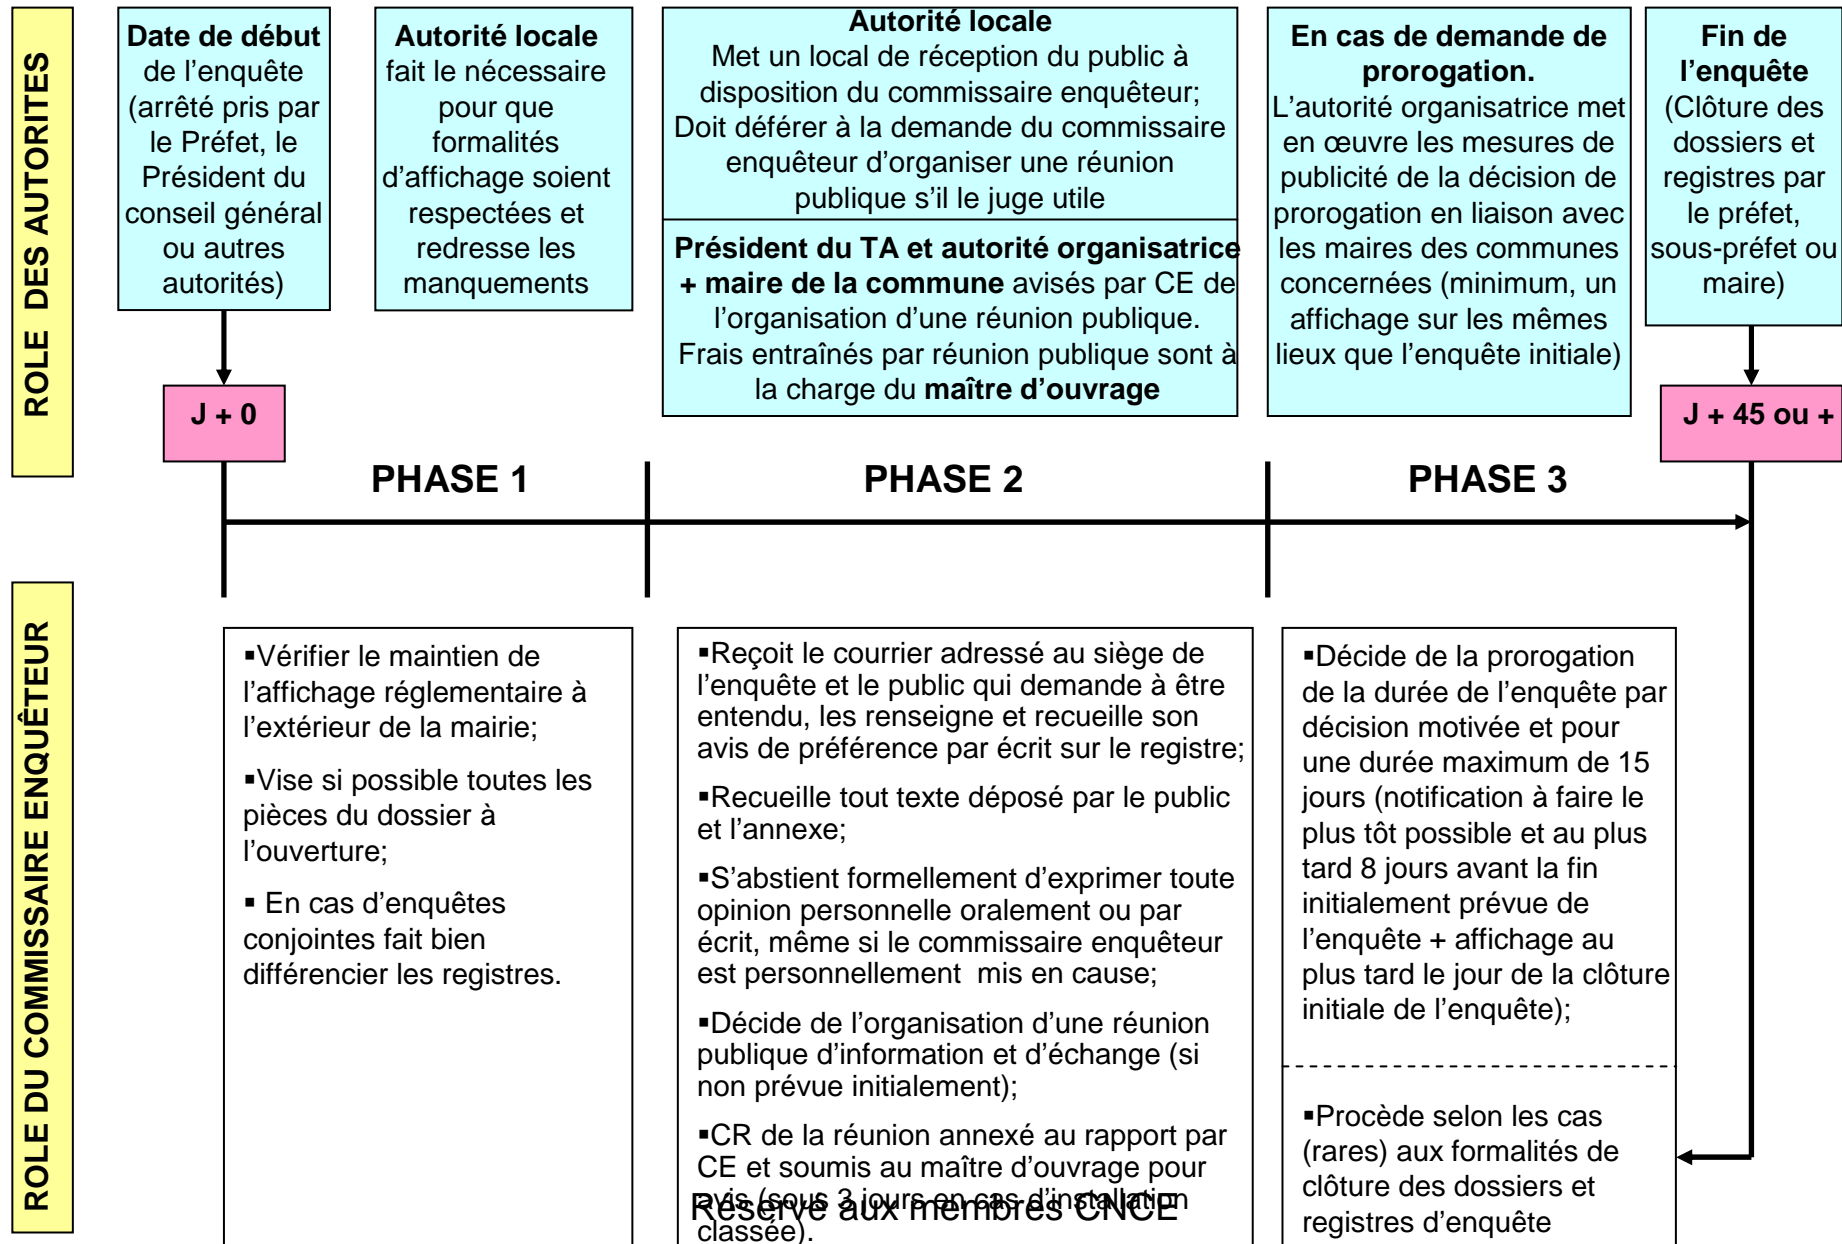 ROLE DES AUTORITES
Date de début
de l’enquête
(arrêté pris par
le Préfet, le
Président du
conseil général
ou autres
autorités)
Autorité locale
fait le nécessaire
pour que
formalités
d’affichage soient
respectées et
redresse les
manquements
Autorité locale
Met un local de réception du public à
disposition du commissaire enquêteur;
Doit déférer à la demande du commissaire
enquêteur d’organiser une réunion
publique s’il le juge utile
Président du TA et autorité organisatrice
+ maire de la commune avisés par CE de
l’organisation d’une réunion publique.
Frais entraînés par réunion publique sont à
la charge du maître d’ouvrage
En cas de demande de
prorogation.
L’autorité organisatrice met
en œuvre les mesures de
publicité de la décision de
prorogation en liaison avec
les maires des communes
concernées (minimum, un
affichage sur les mêmes
lieux que l’enquête initiale)
Fin de
l’enquête
(Clôture des
dossiers et
registres par
le préfet,
sous-préfet ou
maire)
J + 0
J + 45 ou +
PHASE 1
PHASE 2
PHASE 3
ROLE DU COMMISSAIRE ENQUÊTEUR
▪Vérifier le maintien de
l’affichage réglementaire à
l’extérieur de la mairie;
▪Vise si possible toutes les
pièces du dossier à
l’ouverture;
▪ En cas d’enquêtes
conjointes fait bien
différencier les registres.
▪Reçoit le courrier adressé au siège de
l’enquête et le public qui demande à être
entendu, les renseigne et recueille son
avis de préférence par écrit sur le registre;
▪Recueille tout texte déposé par le public
et l’annexe;
▪S’abstient formellement d’exprimer toute
opinion personnelle oralement ou par
écrit, même si le commissaire enquêteur
est personnellement mis en cause;
▪Décide de l’organisation d’une réunion
publique d’information et d’échange (si
non prévue initialement);
▪CR de la réunion annexé au rapport par
CE et soumis au maître d’ouvrage pour
avis (sous 3 jours en cas d’installation
classée).
▪Décide de la prorogation
de la durée de l’enquête par
décision motivée et pour
une durée maximum de 15
jours (notification à faire le
plus tôt possible et au plus
tard 8 jours avant la fin
initialement prévue de
l’enquête + affichage au
plus tard le jour de la clôture
initiale de l’enquête);
▪Procède selon les cas
(rares) aux formalités de
clôture des dossiers et
registres d’enquête
Réservé aux membres CNCE